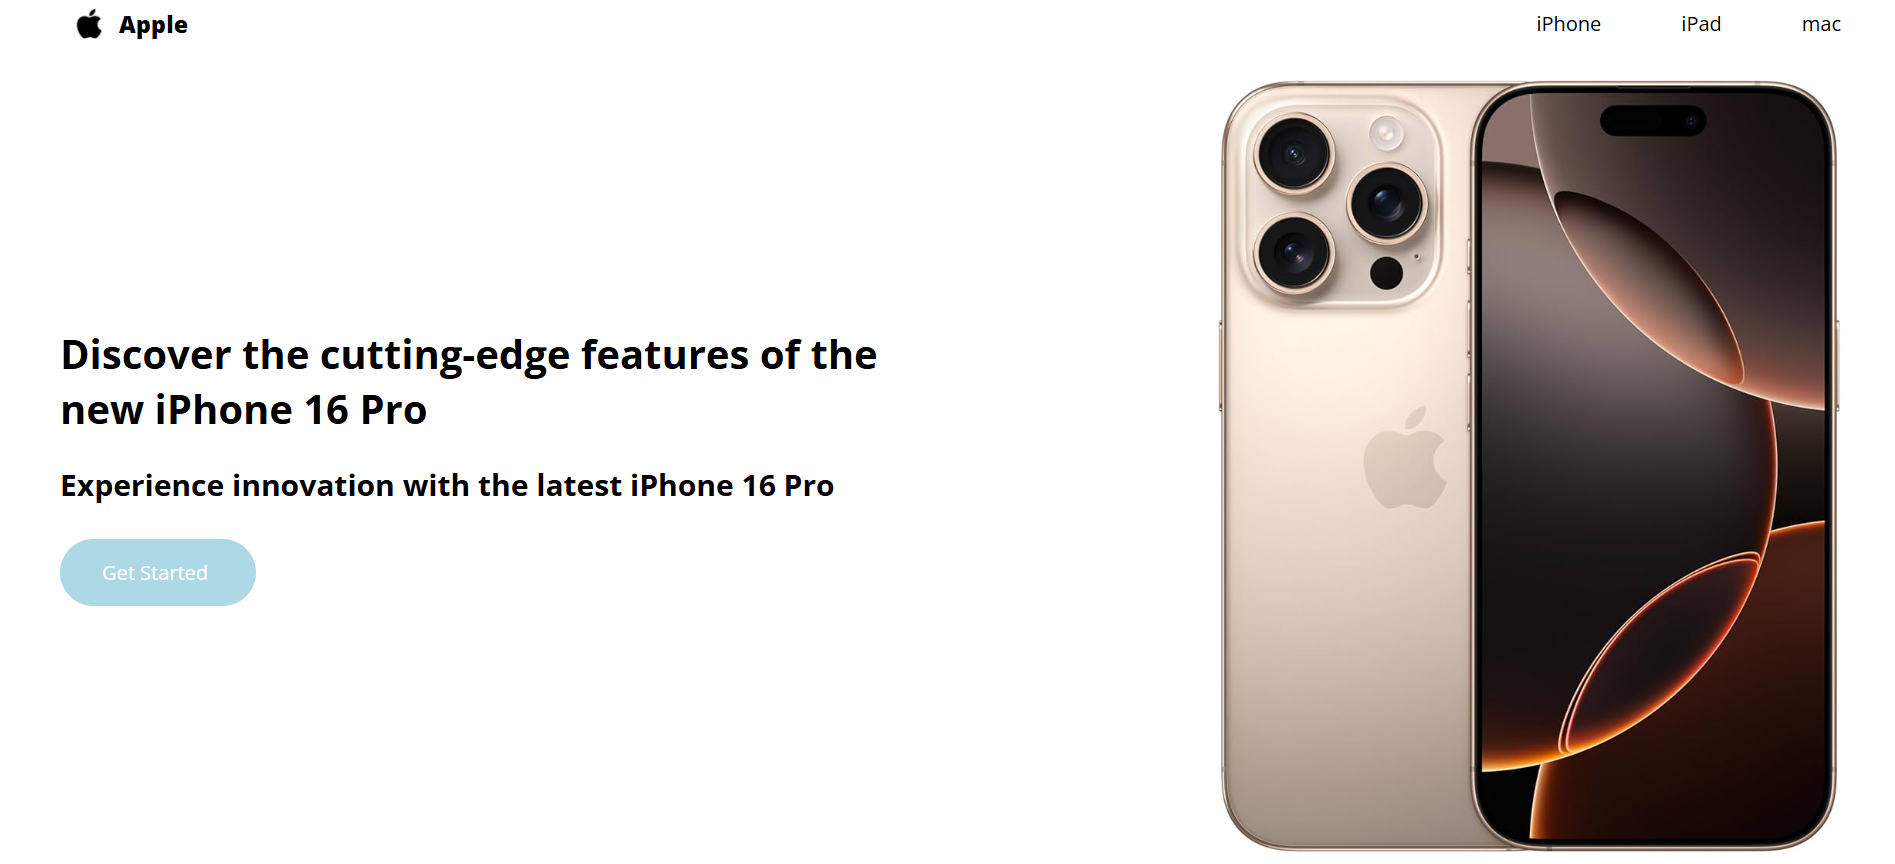 Apple
iPhone
iPad
mac
Discover the cutting-edge features of the
new iPhone 16 Pro
Experience innovation with the latest iPhone 16 Pro
Get Started